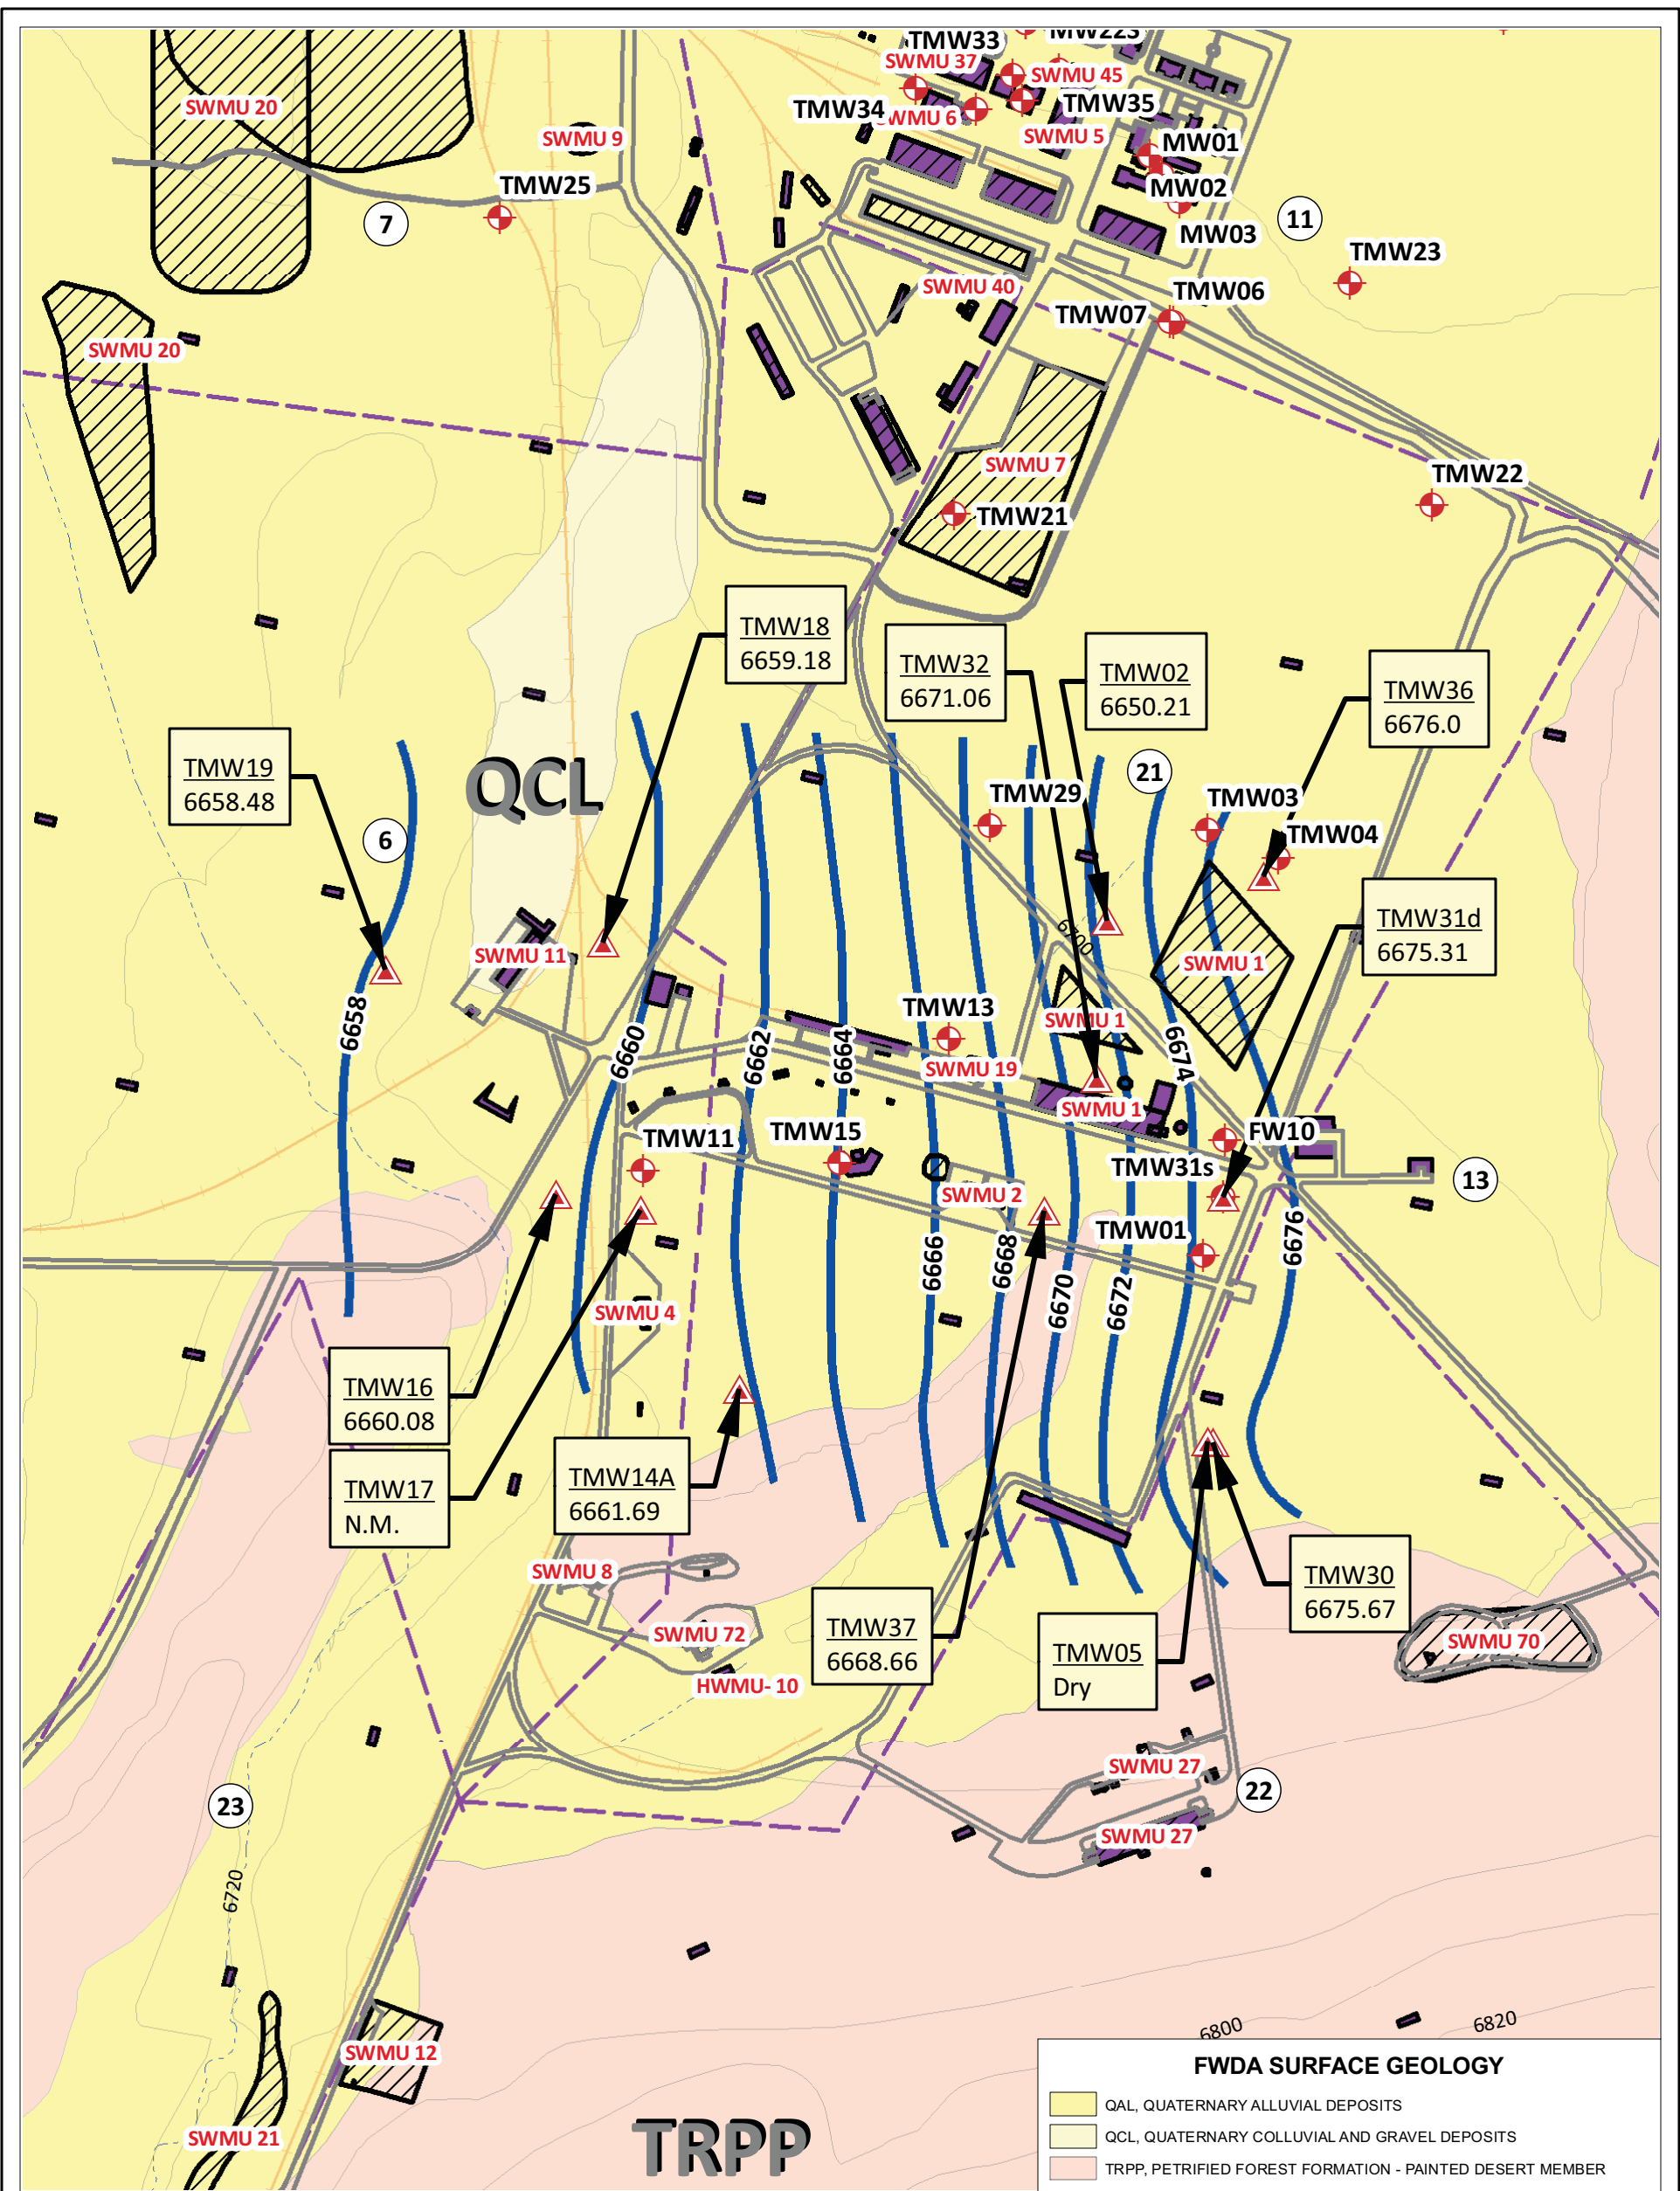 TMW33
MW22S
SWMU 37
SWMU 45
SWMU 20
TMW34
SWMU 6
TMW35
SWMU 9
SWMU 5
MW01
TMW25
MW02
7
11
MW03
TMW23
SWMU 40
TMW06
TMW07
SWMU 20
SWMU 7
TMW22
TMW21
TMW18
6659.18
TMW32
6671.06
TMW02
6650.21
TMW36
6676.0
TMW19
6658.48
QCL
21
TMW29
TMW03
TMW04
6
TMW31d
6675.31
6700
SWMU 11
SWMU 1
TMW13
SWMU 1
6658
6660
6662
6664
6674
SWMU 19
SWMU 1
TMW11
TMW15
FW10
TMW31s
13
SWMU 2
TMW01
6666
6668
6676
6670
6672
SWMU 4
TMW16
6660.08
TMW17
N.M.
TMW14A
6661.69
SWMU 8
TMW30
6675.67
TMW37
6668.66
TMW05
Dry
SWMU 72
SWMU 70
HWMU-10
SWMU 27
23
22
SWMU 27
6720
6800
6820
SWMU 12
SWMU 21
TRPP
FWDA SURFACE GEOLOGY
QAL, QUATERNARY ALLUVIAL DEPOSITS
QCL, QUATERNARY COLLUVIAL AND GRAVEL DEPOSITS
TRPP, PETRIFIED FOREST FORMATION - PAINTED DESERT MEMBER